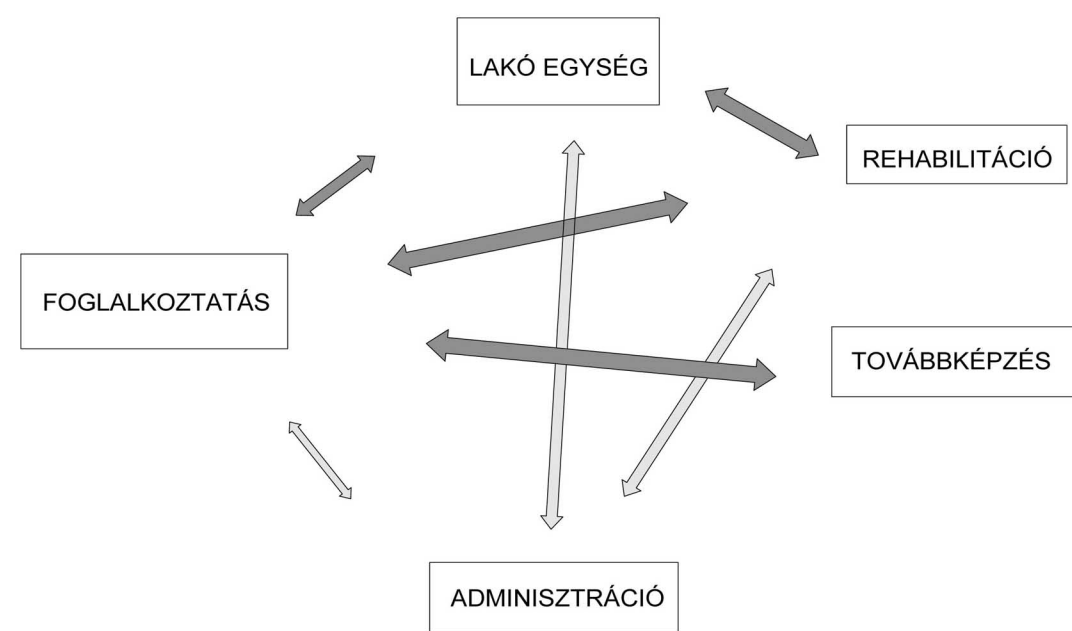 LAKÓ EGYSÉG
REHABILITÁCIÓ
FOGLALKOZTATÁS
TOVÁBBKÉPZÉS
ADMINISZTRÁCIÓ